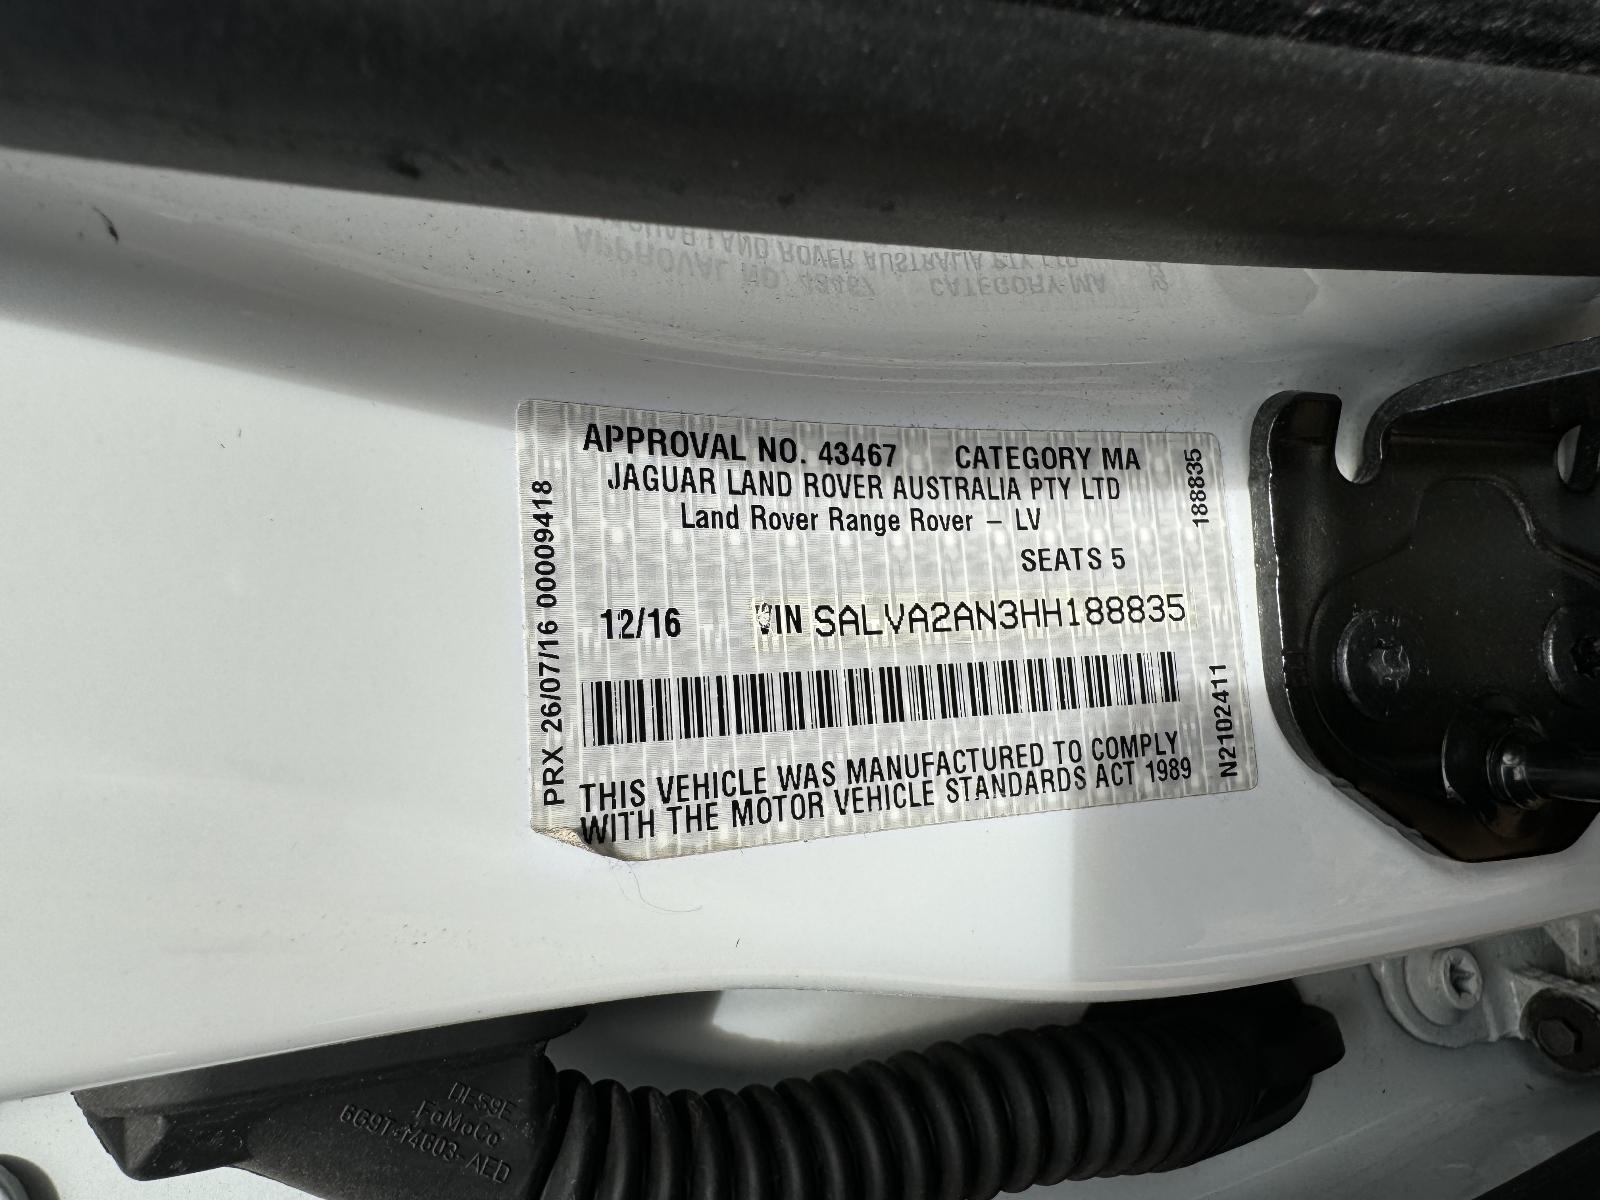 APPROVAL NO. 43467 CATEGORY MA
JAGUAR LAND ROVER AUSTRALIA PTY LTD
Land Rover Range Rover – LV
SEATS 5
12/16 VIN SALVA2AN3HH188835
THIS VEHICLE WAS MANUFACTURED TO COMPLY
WITH THE MOTOR VEHICLE STANDARDS ACT 1989
PRX 26/07/16 00009418
188835
N2102411
FoMoCo